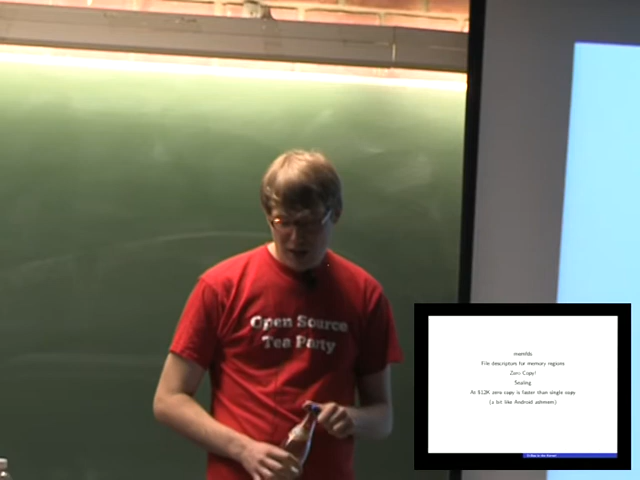 Open Source
Tea Party
memfds
File descriptors for memory regions
Zero Copy!
Sealing
At 512K zero copy is faster than single copy
(a lot like Android ashmem)